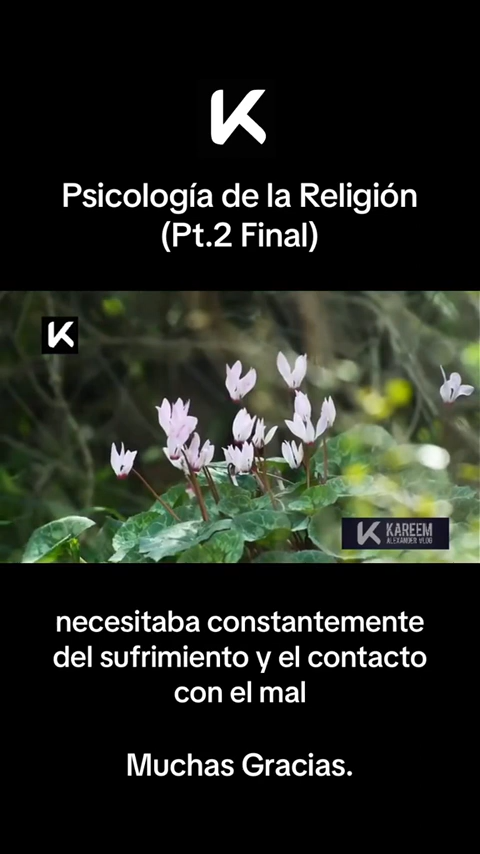 K
Psicología de la Religión
(Pt.2 Final)
K
K KAREEM
ALEXANDER VLOG
necesitaba constantemente
del sufrimiento y el contacto
con el mal
Muchas Gracias.